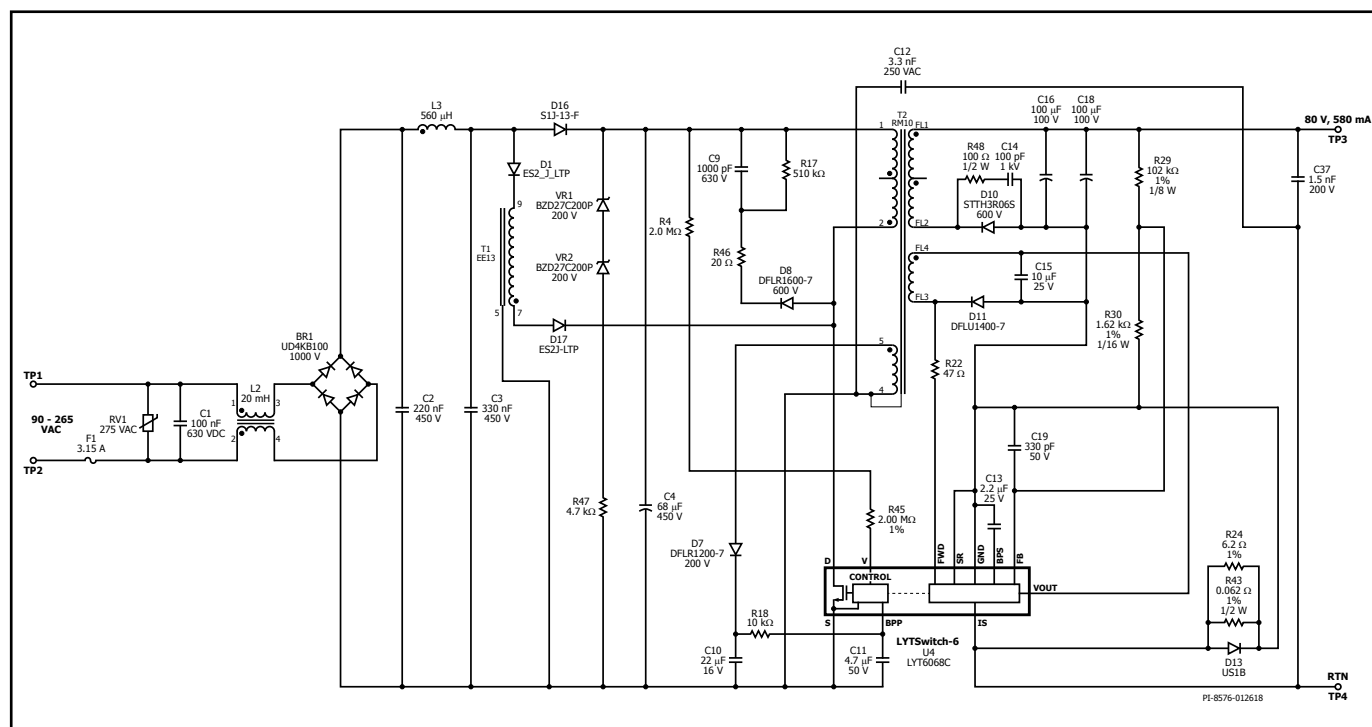 C12
3.3 nF
250 VAC
L3
560 µH
D16
S1J-13-F
T2
RM10
FL1
C16
100 µF
100 V
C18
100 µF
100 V
80 V, 580 mA
TP3
1
D1
ES2_J_LTP
C9
1000 pF
630 V
R17
510 kΩ
R48
100 Ω
1/2 W
C14
100 pF
1 kV
R29
102 kΩ
1%
1/8 W
C37
1.5 nF
200 V
D10
STTH3R06S
600 V
9
VR1
BZD27C200P
200 V
R4
2.0 MΩ
2
FL2
T1
EE13
VR2
BZD27C200P
200 V
R46
20 Ω
D8
DFLR1600-7
600 V
FL4
C15
10 µF
25 V
FL3
D11
DFLU1400-7
5
7
D17
ES2J-LTP
R30
1.62 kΩ
1%
1/16 W
BR1
UD4KB100
1000 V
5
4
R22
47 Ω
TP1
90 - 265
VAC
F1
3.15 A
TP2
RV1
275 VAC
C1
100 nF
630 VDC
L2
20 mH
1
3
2
4
C2
220 nF
450 V
C3
330 nF
450 V
C19
330 pF
50 V
C13
2.2 µF
25 V
R47
4.7 kΩ
C4
68 µF
450 V
R45
2.00 MΩ
1%
D7
DFLR1200-7
200 V
D
V
FWD
SR
GND
BPS
FB
CONTROL
VOUT
S
BPP
IS
R24
6.2 Ω
1%
R43
0.062 Ω
1%
1/2 W
R18
10 kΩ
LYTSwitch-6
U4
LYT6068C
C10
22 µF
16 V
C11
4.7 µF
50 V
D13
US1B
RTN
TP4
PI-8576-012618